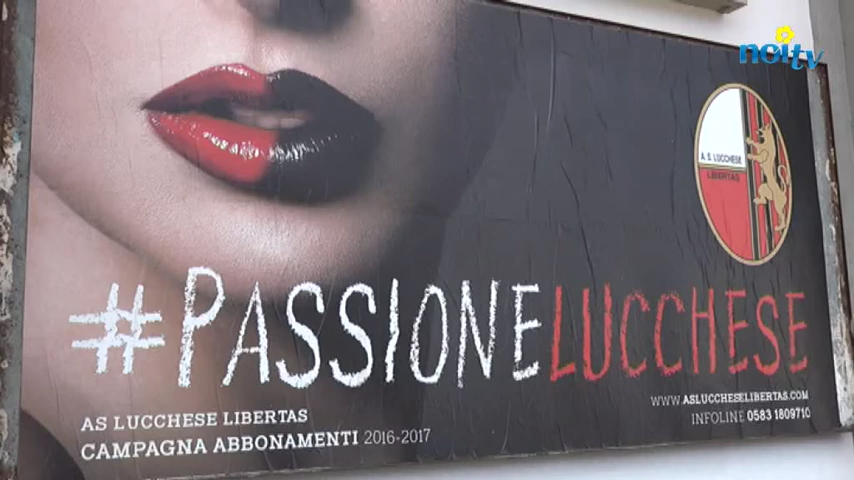 noitv
A. S. LUCCHESE
LIBERTAS
#PASSIONELUCCHESE
AS LUCCHESE LIBERTAS
CAMPAGNA ABBONAMENTI 2016-2017
WWW.ASLUCCHESELIBERTAS.COM
INFOLINE 0583 1809710